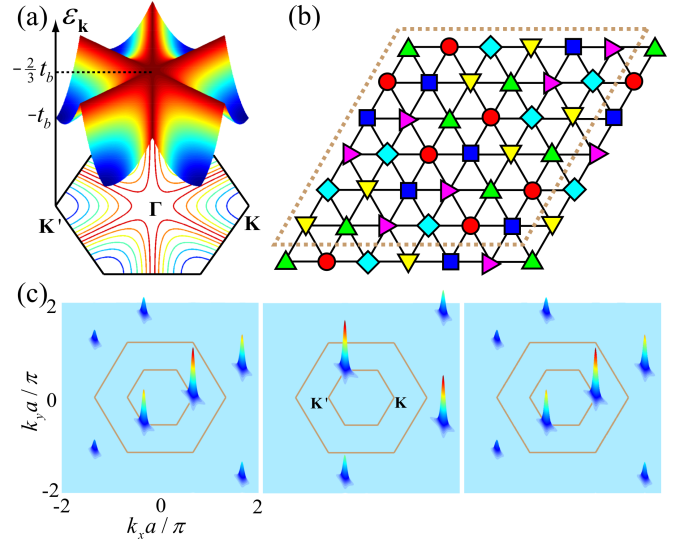 (a)
ε_k
(b)
-2/3 t_b
-t_b
Γ
K'
K
(c)
2
0
-2
k_y a / π
K'
K
-2
0
2
k_x a / π